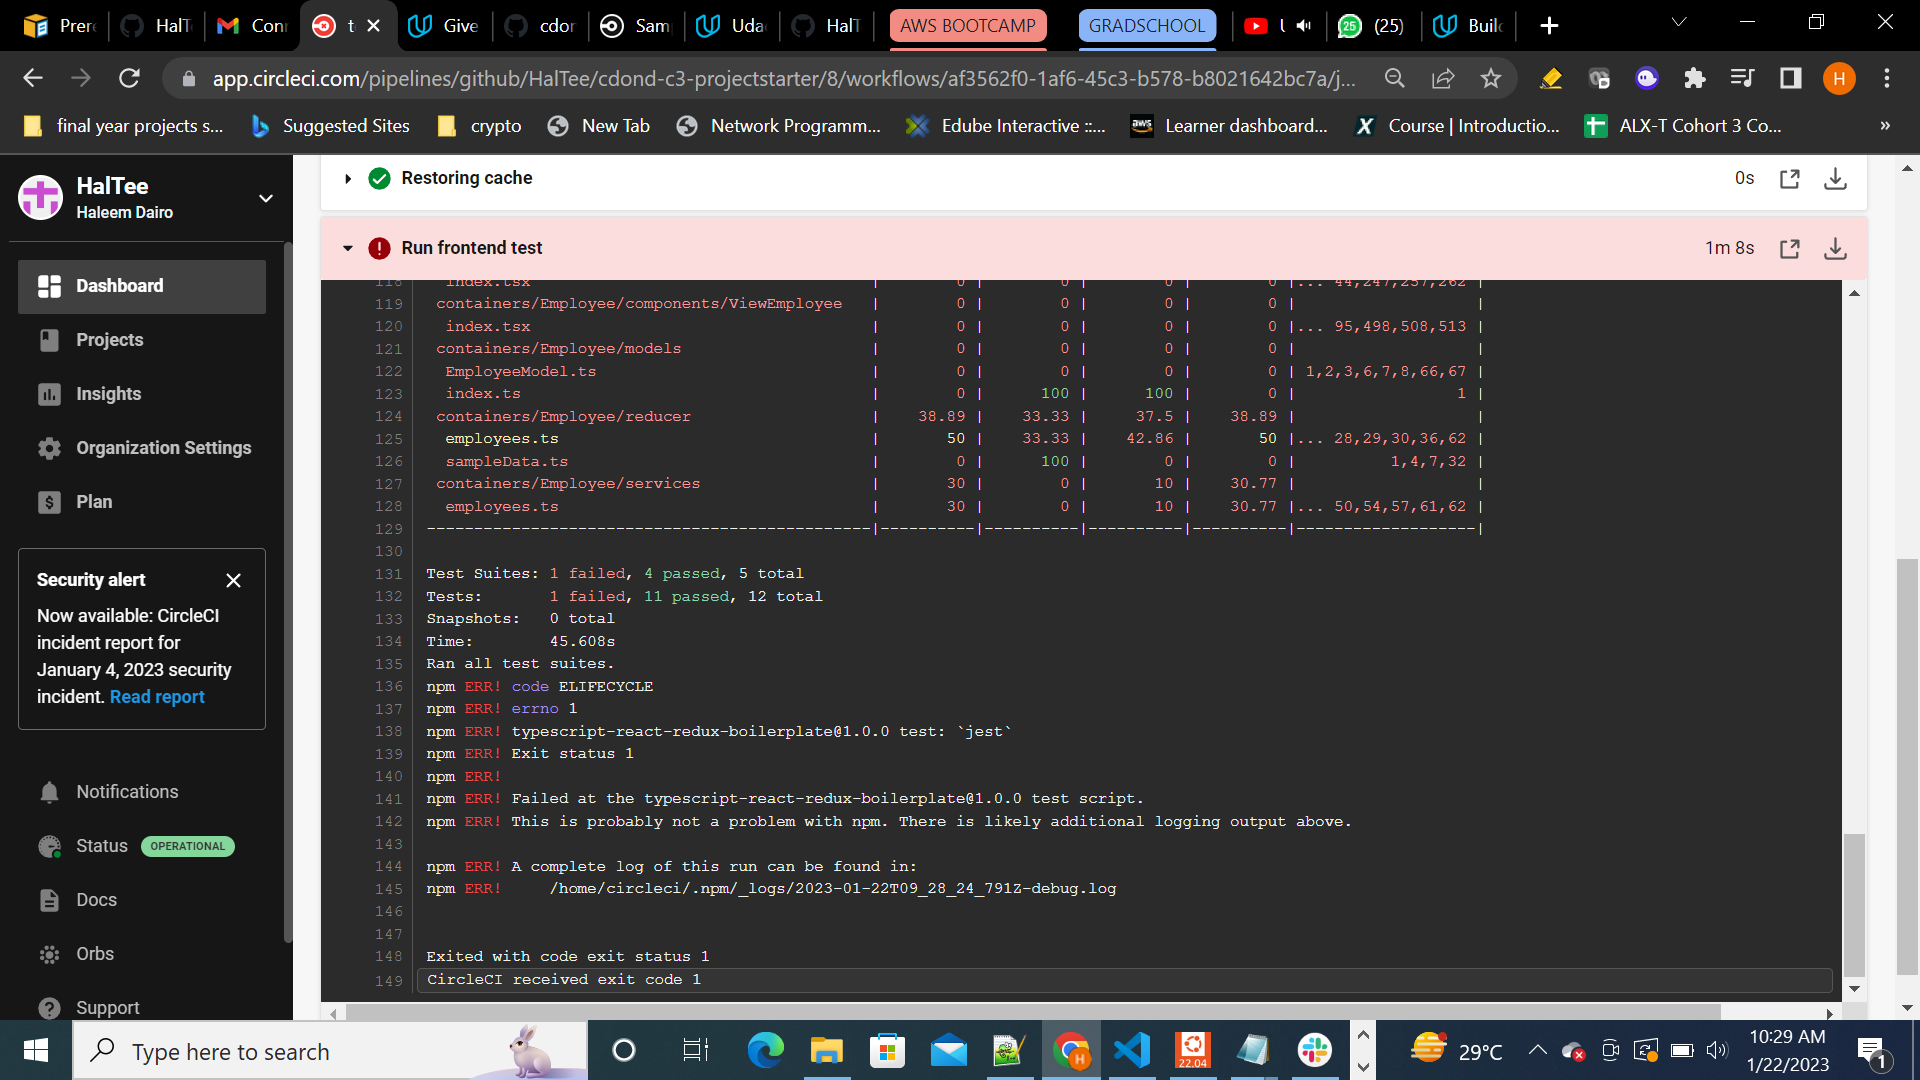 Prere
HalT
Conn
t
Give
cdon
Sam
Uda
HalT
AWS BOOTCAMP
GRADSCHOOL
(25)
Buil
app.circleci.com/pipelines/github/HalTee/cdond-c3-projectstarter/8/workflows/af3562f0-1af6-45c3-b578-b8021642bc7a/j...
H
final year projects s...
Suggested Sites
crypto
New Tab
Network Programm...
Edube Interactive ::...
aws
Learner dashboard...
X
Course | Introductio...
ALX-T Cohort 3 Co...
»
HalTee
Haleem Dairo
Dashboard
Projects
Insights
Organization Settings
Plan
Security alert
Now available: CircleCI
incident report for
January 4, 2023 security
incident. Read report
Notifications
Status OPERATIONAL
Docs
Orbs
Support
Restoring cache 0s
Run frontend test 1m 8s
118 index.tsx | 0 | 0 | 0 | 0 |... 44,247,257,262 |
119 containers/Employee/components/ViewEmployee | 0 | 0 | 0 | 0 | |
120 index.tsx | 0 | 0 | 0 | 0 |... 95,498,508,513 |
121 containers/Employee/models | 0 | 0 | 0 | 0 | |
122 EmployeeModel.ts | 0 | 0 | 0 | 0 | 1,2,3,6,7,8,66,67 |
123 index.ts | 0 | 100 | 100 | 0 | 1 |
124 containers/Employee/reducer | 38.89 | 33.33 | 37.5 | 38.89 | |
125 employees.ts | 50 | 33.33 | 42.86 | 50 |... 28,29,30,36,62 |
126 sampleData.ts | 0 | 100 | 0 | 0 | 1,4,7,32 |
127 containers/Employee/services | 30 | 0 | 10 | 30.77 | |
128 employees.ts | 30 | 0 | 10 | 30.77 |... 50,54,57,61,62 |
129 -----------------------------------------------|----------|----------|----------|----------|-------------------|
130
131 Test Suites: 1 failed, 4 passed, 5 total
132 Tests: 1 failed, 11 passed, 12 total
133 Snapshots: 0 total
134 Time: 45.608s
135 Ran all test suites.
136 npm ERR! code ELIFECYCLE
137 npm ERR! errno 1
138 npm ERR! typescript-react-redux-boilerplate@1.0.0 test: `jest`
139 npm ERR! Exit status 1
140 npm ERR!
141 npm ERR! Failed at the typescript-react-redux-boilerplate@1.0.0 test script.
142 npm ERR! This is probably not a problem with npm. There is likely additional logging output above.
143
144 npm ERR! A complete log of this run can be found in:
145 npm ERR! /home/circleci/.npm/_logs/2023-01-22T09_28_24_791Z-debug.log
146
147
148 Exited with code exit status 1
149 CircleCI received exit code 1
Type here to search
H
22.04
29°C
10:29 AM
1/22/2023
1